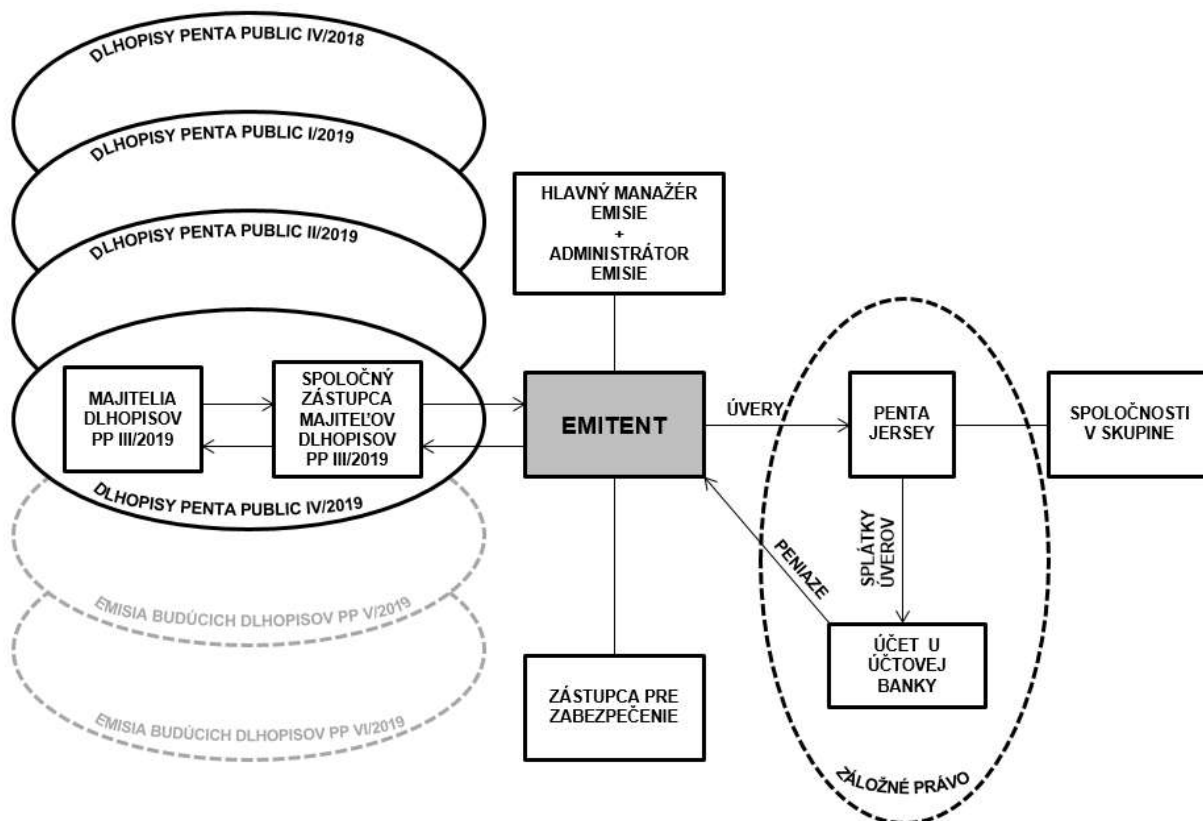 DLHOPISY PENTA PUBLIC IV/2018
DLHOPISY PENTA PUBLIC I/2019
DLHOPISY PENTA PUBLIC II/2019
HLAVNÝ MANAŽÉR
EMISIE
+
ADMINISTRÁTOR
EMISIE
MAJITELIA
DLHOPISOV
PP III/2019
SPOLOČNÝ
ZÁSTUPCA
MAJITEĽOV
DLHOPISOV
PP III/2019
EMITENT
ÚVERY
PENTA
JERSEY
SPOLOČNOSTI
V SKUPINE
DLHOPISY PENTA PUBLIC IV/2019
PENIAZE
SPLÁTKY
ÚVEROV
EMISIA BUDÚCICH DLHOPISOV PP V/2019
ÚČET U
ÚČTOVEJ
BANKY
ZÁSTUPCA PRE
ZABEZPEČENIE
EMISIA BUDÚCICH DLHOPISOV PP VI/2019
ZÁLOŽNÉ PRÁVO